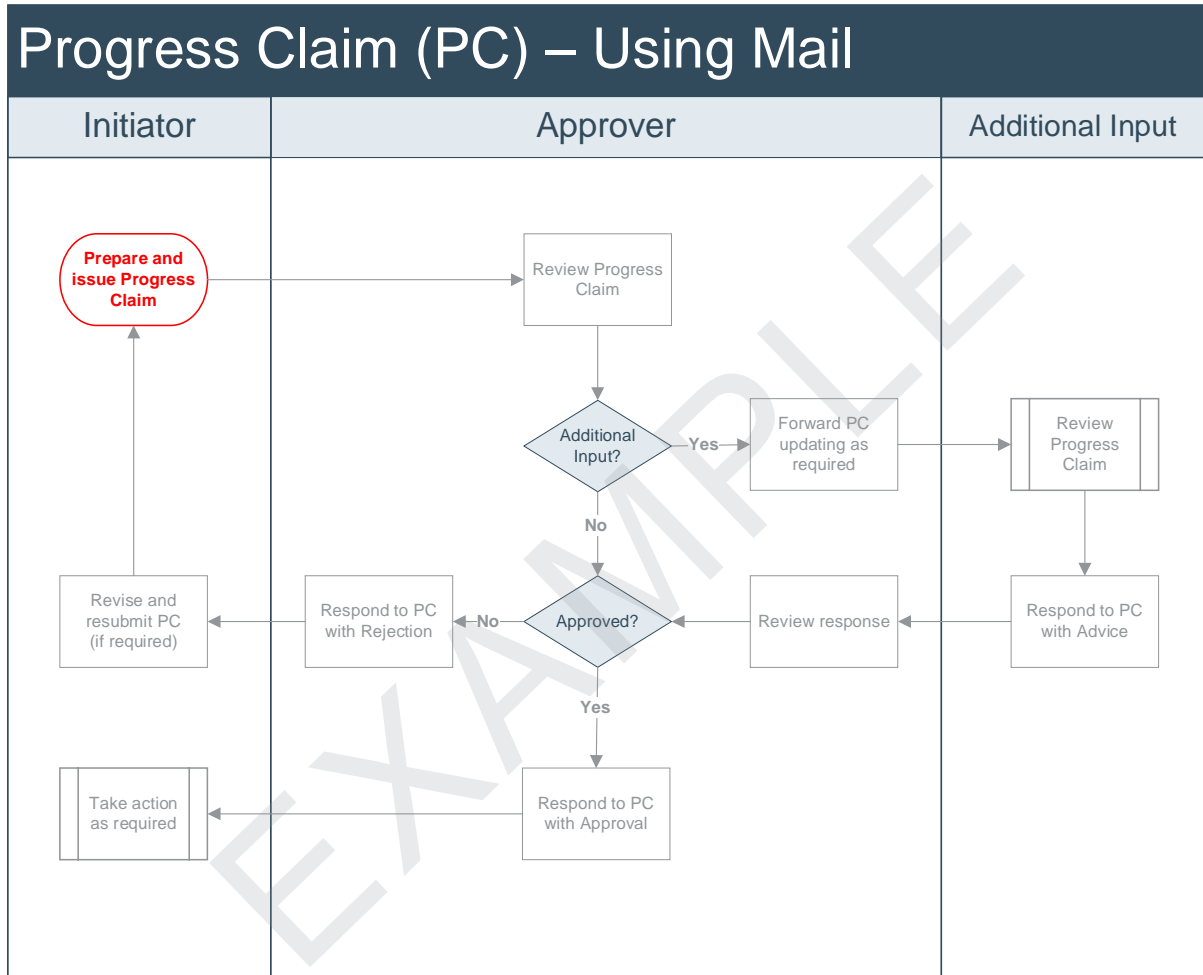 Progress Claim (PC) – Using Mail
Initiator
Approver
Additional Input
Prepare and
issue Progress
Claim
Review Progress
Claim
Additional
Input?
Yes
Forward PC
updating as
required
Review
Progress
Claim
No
Revise and
resubmit PC
(if required)
Respond to PC
with Rejection
No
Approved?
Review response
Respond to PC
with Advice
Yes
Take action
as required
Respond to PC
with Approval
EXAMPLE